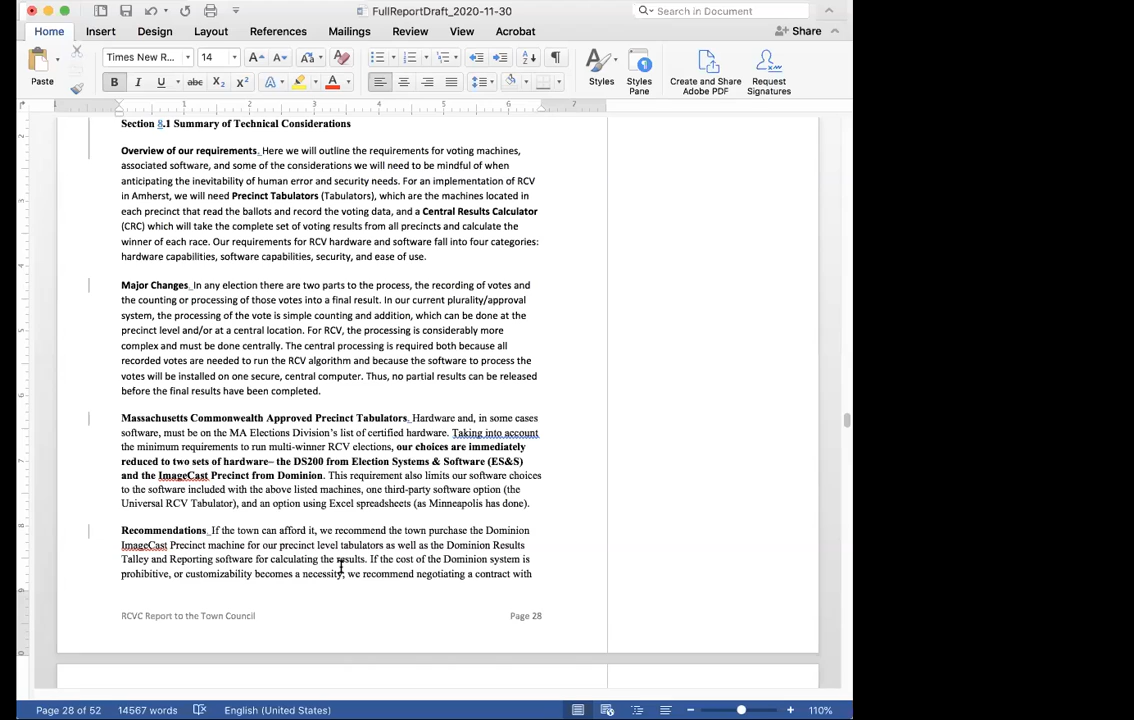 FullReportDraft_2020-11-30
Search in Document
Home Insert Design Layout References Mailings Review View Acrobat Share
Paste Times New R... 14 Styles Styles Pane Create and Share Adobe PDF Request Signatures
1 1 2 3 4 5 6 7
Section 8.1 Summary of Technical Considerations
Overview of our requirements Here we will outline the requirements for voting machines,
associated software, and some of the considerations we will need to be mindful of when
anticipating the inevitability of human error and security needs. For an implementation of RCV
in Amherst, we will need Precinct Tabulators (Tabulators), which are the machines located in
each precinct that read the ballots and record the voting data, and a Central Results Calculator
(CRC) which will take the complete set of voting results from all precincts and calculate the
winner of each race. Our requirements for RCV hardware and software fall into four categories:
hardware capabilities, software capabilities, security, and ease of use.
Major Changes In any election there are two parts to the process, the recording of votes and
the counting or processing of those votes into a final result. In our current plurality/approval
system, the processing of the vote is simple counting and addition, which can be done at the
precinct level and/or at a central location. For RCV, the processing is considerably more
complex and must be done centrally. The central processing is required both because all
recorded votes are needed to run the RCV algorithm and because the software to process the
votes will be installed on one secure, central computer. Thus, no partial results can be released
before the final results have been completed.
Massachusetts Commonwealth Approved Precinct Tabulators Hardware and, in some cases
software, must be on the MA Elections Division's list of certified hardware. Taking into account
the minimum requirements to run multi-winner RCV elections, our choices are immediately
reduced to two sets of hardware– the DS200 from Election Systems & Software (ES&S)
and the ImageCast Precinct from Dominion. This requirement also limits our software choices
to the software included with the above listed machines, one third-party software option (the
Universal RCV Tabulator), and an option using Excel spreadsheets (as Minneapolis has done).
Recommendations If the town can afford it, we recommend the town purchase the Dominion
ImageCast Precinct machine for our precinct level tabulators as well as the Dominion Results
Talley and Reporting software for calculating the results. If the cost of the Dominion system is
prohibitive, or customizability becomes a necessity, we recommend negotiating a contract with
RCVC Report to the Town Council Page 28
Page 28 of 52 14567 words English (United States) 110%